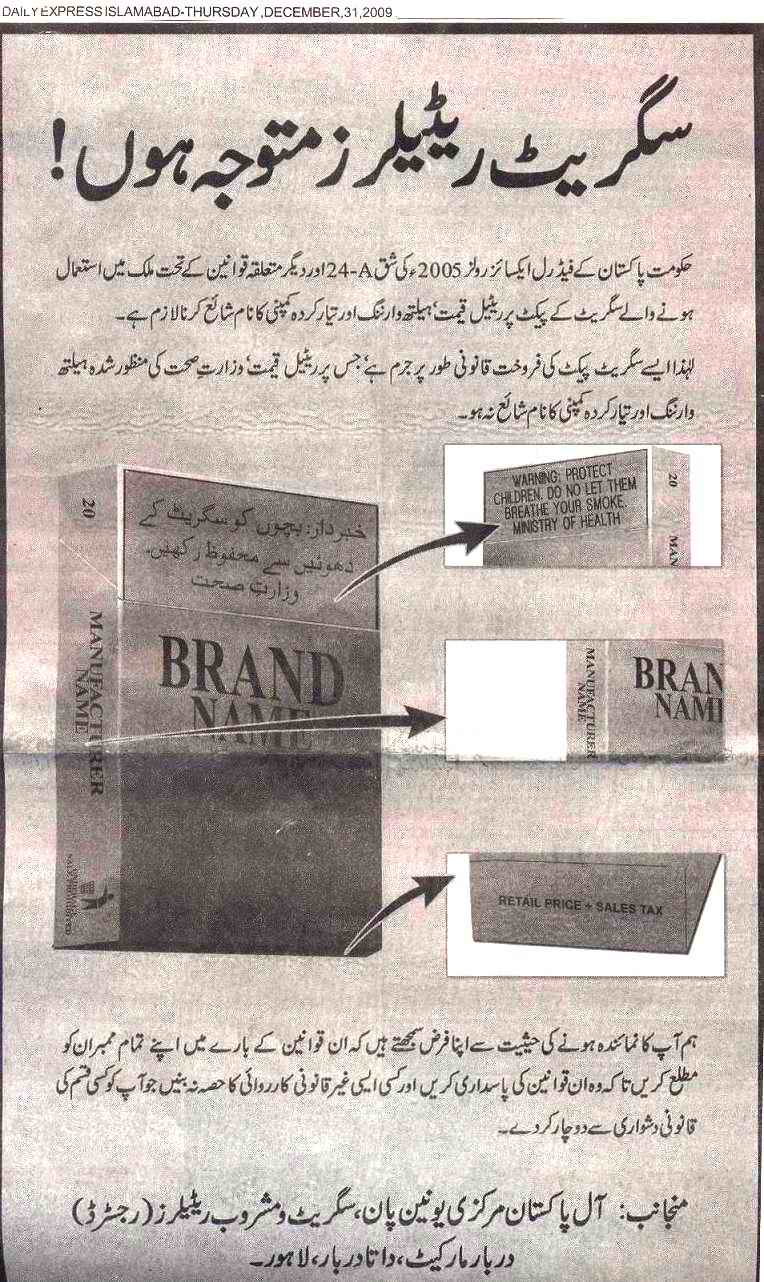 DAILY EXPRESS ISLAMABAD-THURSDAY,DECEMBER,31,2009
سگریٹ ریٹیلرز متوجہ ہوں!
حکومت پاکستان کے فیڈرل ایکسائز رولز 2005ء کی شق 24-A اور دیگر متعلقہ قوانین کے تحت ملک میں استعمال
ہونے والے سگریٹ کے پیکٹ پر ریٹیل قیمت، ہیلتھ وارننگ اور تیار کردہ کمپنی کا نام شائع کرنا لازم ہے۔
لہٰذا ایسے سگریٹ پیکٹ کی فروخت قانونی طور پر جرم ہے، جس پر ریٹیل قیمت، وزارتِ صحت کی منظور شدہ ہیلتھ
وارننگ اور تیار کردہ کمپنی کا نام شائع نہ ہو۔
20
خبردار: بچوں کو سگریٹ کے
دھوئیں سے محفوظ رکھئیں۔
وزارتِ صحت
MANUFACTURER
NAME
BRAND
NAME
WARNING: PROTECT
CHILDREN. DO NO LET THEM
BREATHE YOUR SMOKE.
MINISTRY OF HEALTH
20
MAN
MANUFACTURER
NAME
BRAN
NAM
RETAIL PRICE + SALES TAX
ہم آپ کا نمائندہ ہونے کی حیثیت سے اپنا فرض سمجھتے ہیں کہ ان قوانین کے بارے میں اپنے تمام ممبران کو
مطلع کریں تاکہ وہ ان قوانین کی پاسداری کریں اور کسی ایسی غیر قانونی کارروائی کا حصہ نہ بنیں جو آپ کو کسی قسم کی
قانونی دشواری سے دوچار کر دے۔
منجانب: آل پاکستان مرکزی یونین پان، سگریٹ و مشروب ریٹیلرز (رجسٹرڈ)
دربار مارکیٹ، داتا دربار، لاہور۔